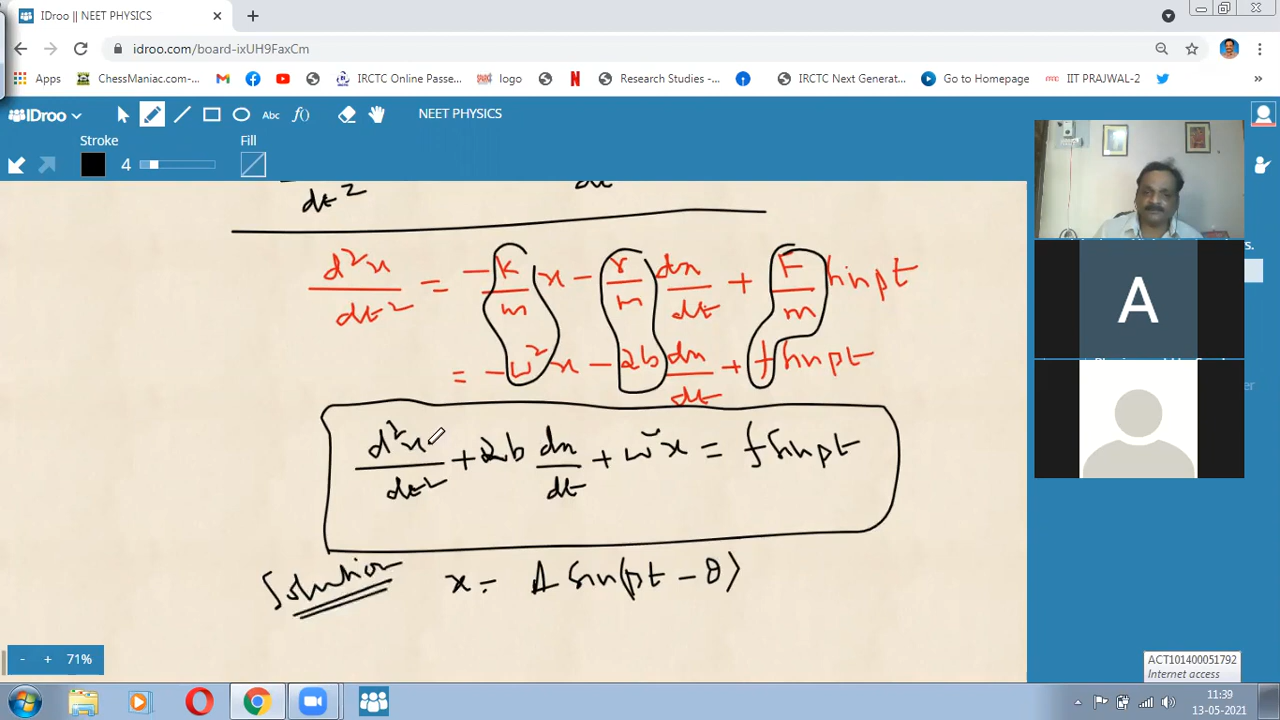 IDroo || NEET PHYSICS
idroo.com/board-ixUH9FaxCm
Apps ChessManiac.com-... IRCTC Online Passe... logo Research Studies -... IRCTC Next Generat... Go to Homepage IIT PRAJWAL-2 »
IDroo Abc f() NEET PHYSICS
Stroke Fill
4
dt² dt
d²x/dt² = -k/m x - r/m dx/dt + F/m sin pt
= -ω²x - 2b dx/dt + f sin pt
d²x/dt² + 2b dx/dt + ω²x = f sin pt
Solution x = A sin(pt - θ)
A
- + 71%
ACT101400051792
Internet access
11:39
13-05-2021